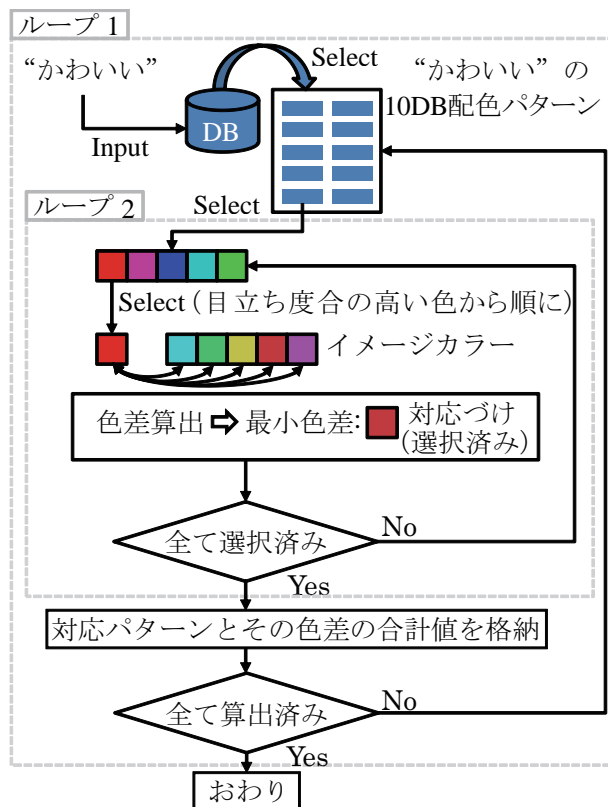 ループ 1
“かわいい”
Select
“かわいい” の
10DB配色パターン
DB
Input
ループ 2
Select
Select (目立ち度合の高い色から順に)
イメージカラー
色差算出⇨最小色差: 対応づけ
(選択済み)
全て選択済み
No
Yes
対応パターンとその色差の合計値を格納
全て算出済み
No
Yes
おわり